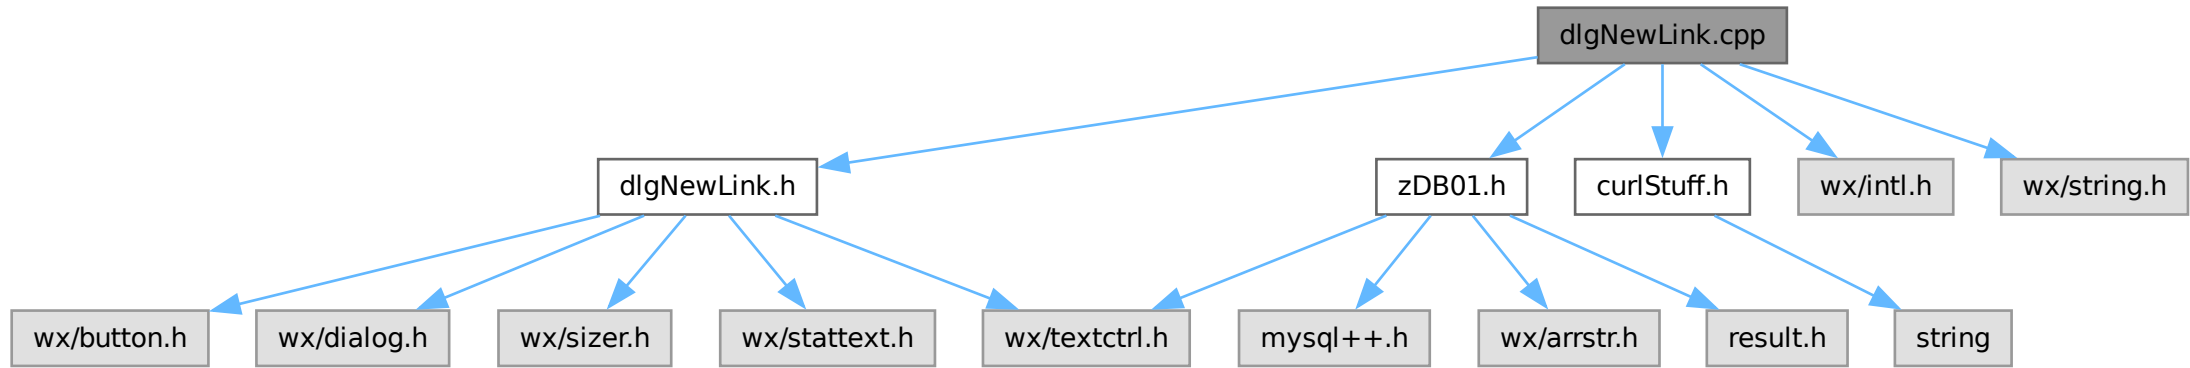 dlgNewLink.cpp
dlgNewLink.h
zDB01.h
curlStuff.h
wx/intl.h
wx/string.h
wx/button.h
wx/dialog.h
wx/sizer.h
wx/stattext.h
wx/textctrl.h
mysql++.h
wx/arrstr.h
result.h
string